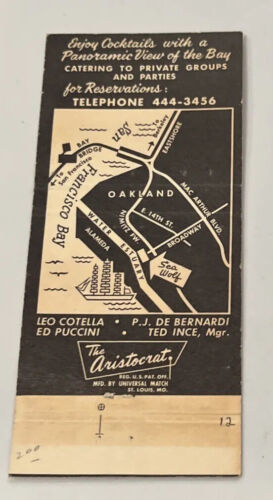 Enjoy Cocktails with a
Panoramic View of the Bay
CATERING TO PRIVATE GROUPS
AND PARTIES
for Reservations:
TELEPHONE 444-3456
To Berkeley
EASTSHORE
San
BAY
BRIDGE
To San Francisco
Francisco Bay
OAKLAND
MAC ARTHUR BLVD.
E. 14TH ST.
NIMITZ FWY.
BROADWAY
WATER
ESTUARY
ALAMEDA
Sea
Wolf
LEO COTELLA • P.J. DE BERNARDI
ED PUCCINI • TED INCE, Mgr.
The
Aristocrat
REG. U.S. PAT. OFF.
MFD. BY UNIVERSAL MATCH
ST. LOUIS, MO.
12
200